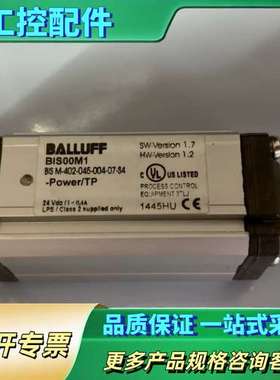 工控配件
BALLUFF
BIS00M1
BIS M-402-045-004-07-S4
-Power/TP
24 Vdc / I < 0,4A
LPS / Class 2 supplied only
SW-Version 1.7
HW-Version 1.2
c UL LISTED
PROCESS CONTROL
EQUIPMENT
1445HU
开专票
品质保证 一站式采
更多产品规格咨询客